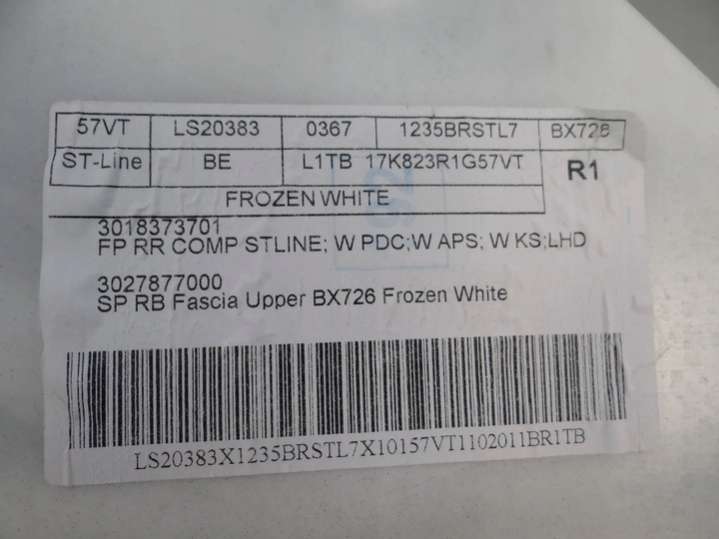 57VT LS20383 0367 1235BRSTL7 BX726
ST-Line BE L1TB 17K823R1G57VT R1
FROZEN WHITE
3018373701
FP RR COMP STLINE; W PDC;W APS; W KS;LHD
3027877000
SP RB Fascia Upper BX726 Frozen White
LS20383X1235BRSTL7X10157VT1102011BR1TB